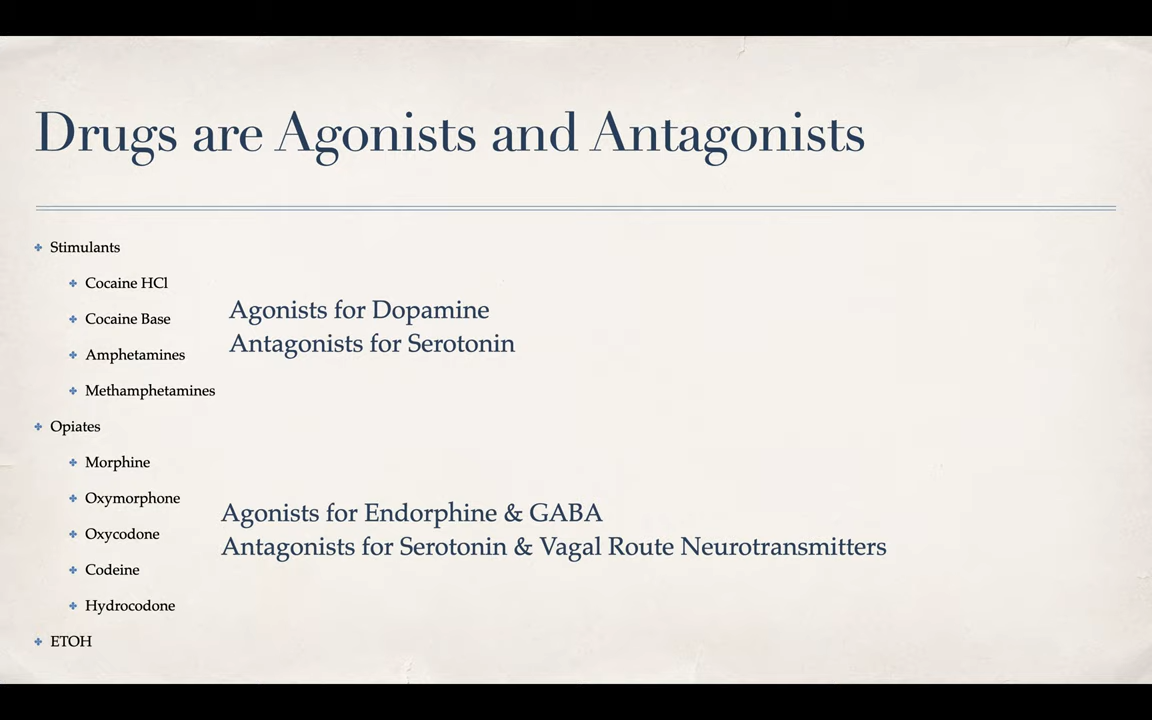 Drugs are Agonists and Antagonists
Stimulants
Cocaine HCl
Cocaine Base
Amphetamines
Methamphetamines
Agonists for Dopamine
Antagonists for Serotonin
Opiates
Morphine
Oxymorphone
Oxycodone
Codeine
Hydrocodone
Agonists for Endorphine & GABA
Antagonists for Serotonin & Vagal Route Neurotransmitters
ETOH